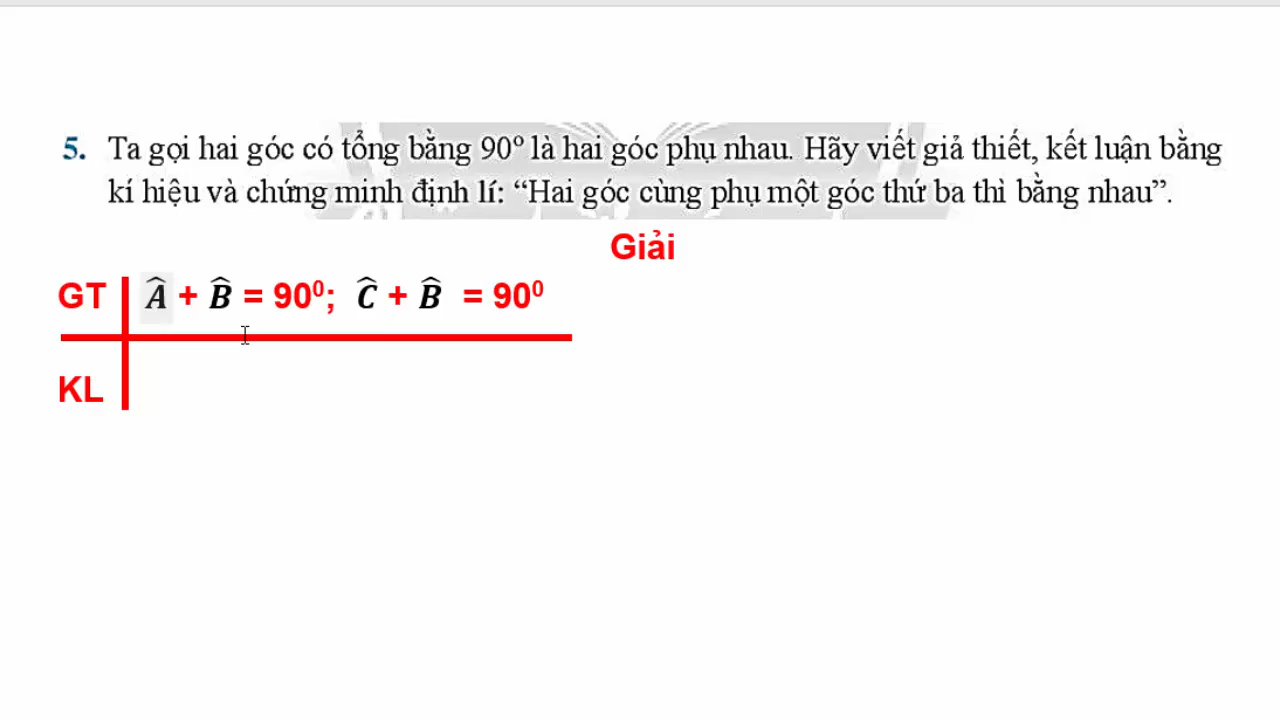 5. Ta gọi hai góc có tổng bằng 90º là hai góc phụ nhau. Hãy viết giả thiết, kết luận bằng
kí hiệu và chứng minh định lí: “Hai góc cùng phụ một góc thứ ba thì bằng nhau”.
Giải
GT Â + B̂ = 90⁰; Ĉ + B̂ = 90⁰
KL